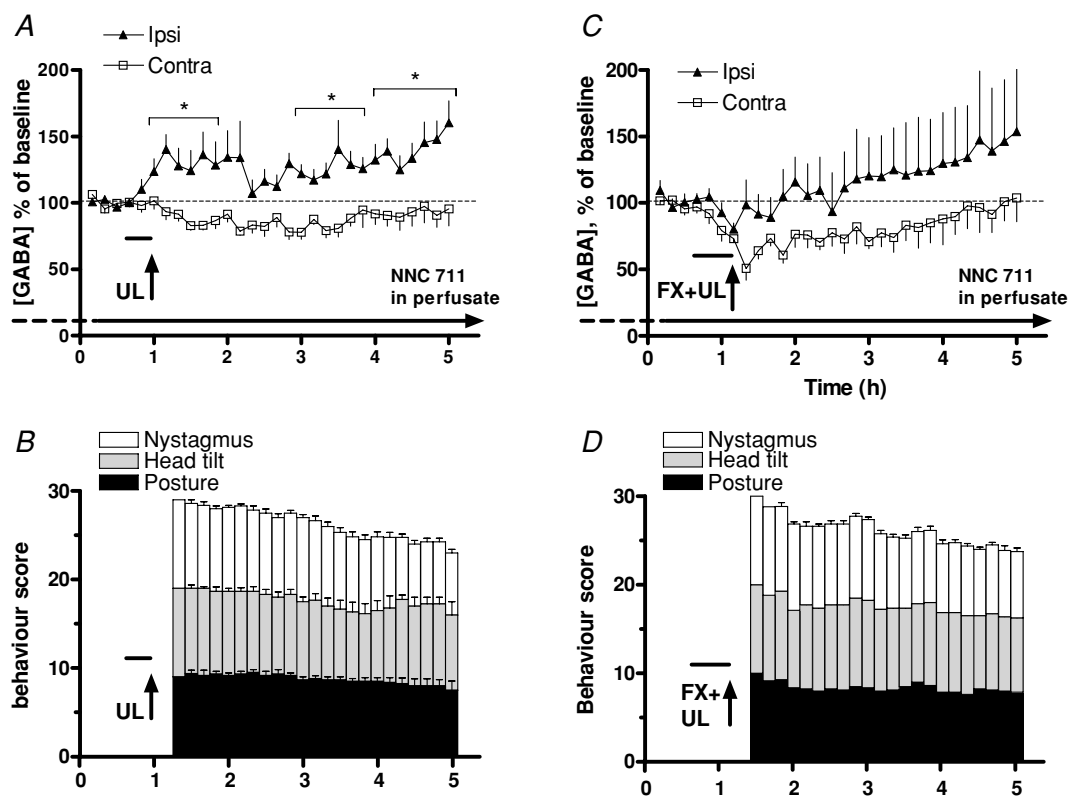 A
Ipsi
Contra
[GABA], % of baseline
200
150
100
50
0
* * *
UL
NNC 711
in perfusate
0 1 2 3 4 5
C
Ipsi
Contra
[GABA], % of baseline
200
150
100
50
0
FX+UL
NNC 711
in perfusate
0 1 2 3 4 5
Time (h)
B
Nystagmus
Head tilt
Posture
behaviour score
30
20
10
0
UL
0 1 2 3 4 5
D
Nystagmus
Head tilt
Posture
Behaviour score
30
20
10
0
FX+
UL
0 1 2 3 4 5